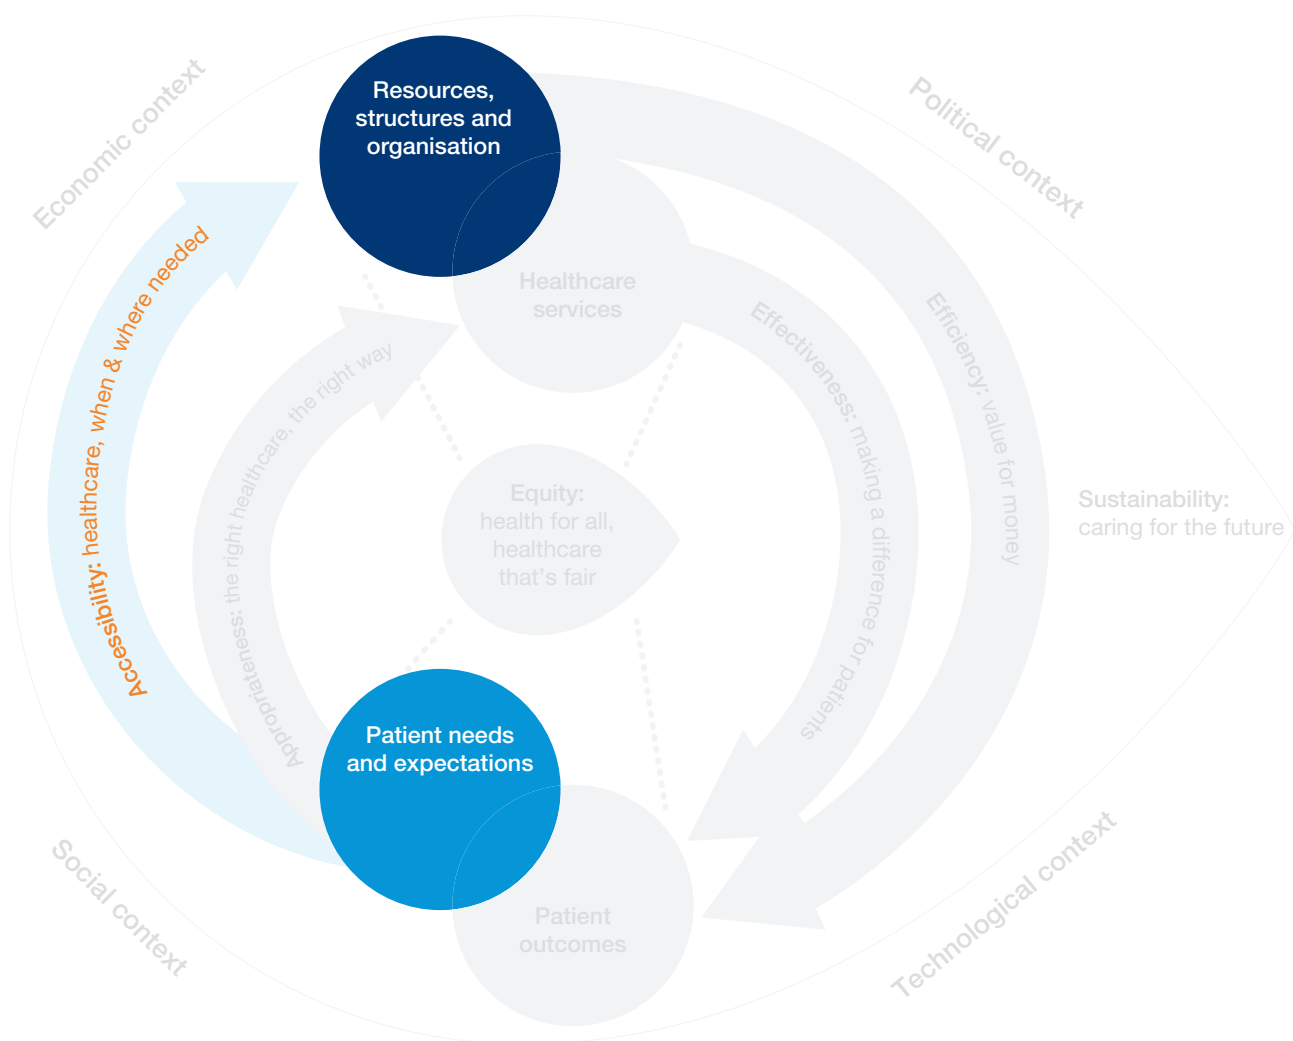 Economic context
Political context
Resources,
structures and
organisation
Healthcare
services
Accessibility: healthcare, when & where needed
Appropriateness: the right healthcare, the right way
Effectiveness: making a difference for patients
Efficiency: value for money
Equity:
health for all,
healthcare
that's fair
Sustainability:
caring for the future
Patient needs
and expectations
Patient
outcomes
Social context
Technological context